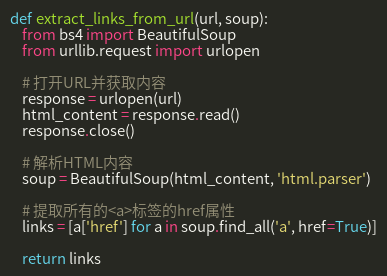 def extract_links_from_url(url, soup):
from bs4 import BeautifulSoup
from urllib.request import urlopen
# 打开URL并获取内容
response = urlopen(url)
html_content = response.read()
response.close()
# 解析HTML内容
soup = BeautifulSoup(html_content, 'html.parser')
# 提取所有的<a>标签的href属性
links = [a['href'] for a in soup.find_all('a', href=True)]
return links